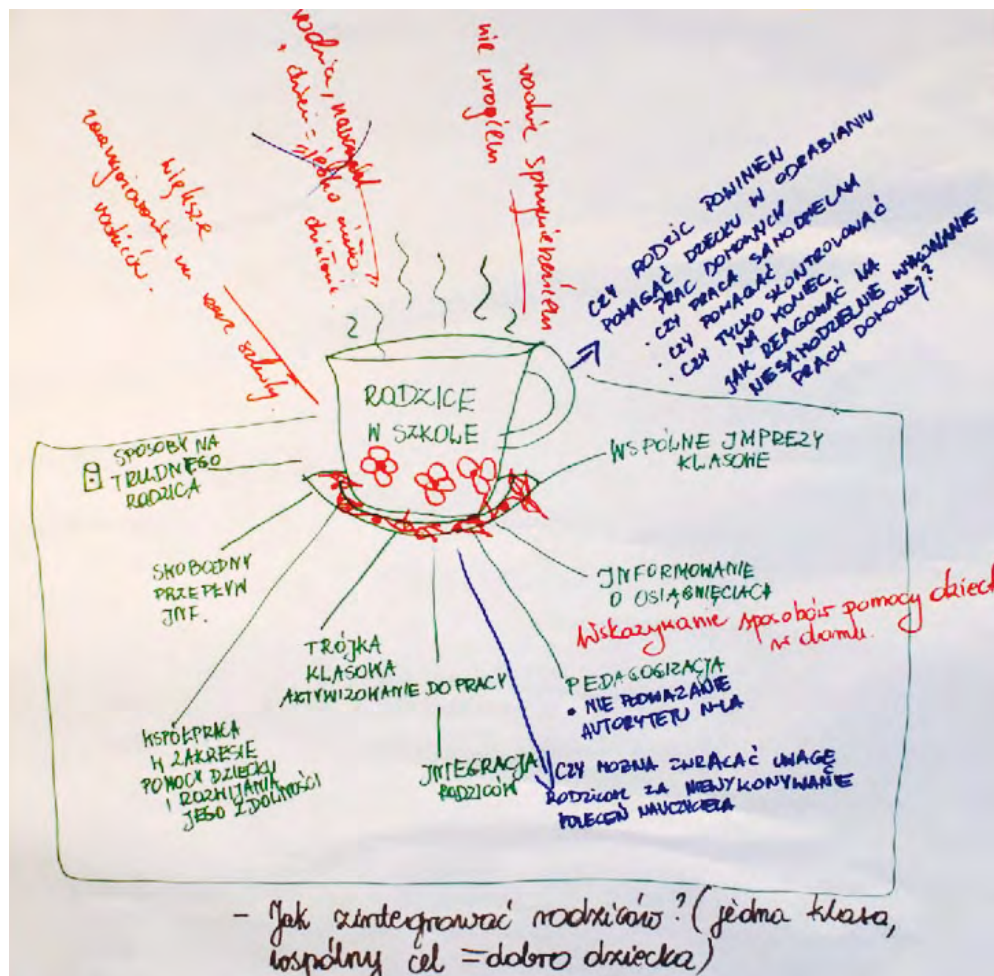 większe
zaangażowanie w
rodziców.
szkoły.
rodzica, nauczyciel
działanie
rodzic sprzymierzeńcem
nie wrogiem
CZY RODZIC POWINIEN
POMAGAĆ DZIECKU W ODRABIANIU
PRAC DOMOWYCH
• CZY PRACA SAMODZIELNA
• CZY POMAGAĆ
• CZY TYLKO SKONTROLOWAĆ
NA KONIEC,
JAK REAGOWAĆ NA
NIESAMODZIELNE WYKONANIE
PRACY DOMOWEJ??
RODZICE
W SZKOLE
SPOSOBY NA
TRUDNEGO
RODZICA
WSPÓLNE IMPREZY
KLASOWE
SWOBODNY
PRZEPŁYW
INF.
INFORMOWANIE
O OSIĄGNIĘCIACH
Wskazywanie sposobów pomocy dziecku
w domu.
TRÓJKA
KLASOWA
AKTYWIZOWANIE DO PRACY
PEDAGOGIZACJA
• NIE PODWAŻANIE
AUTORYTETU N-LA
WSPÓŁPRACA
W ZAKRESIE
POMOCY DZIECKU
I ROZWIJANIA
JEGO ZDOLNOŚCI
INTEGRACJA
RODZICÓW
CZY MOŻNA ZWRACAĆ UWAGĘ
RODZICOM ZA NIEWYKONYWANIE
POLECEŃ NAUCZYCIELA
- Jak zintegrować rodziców? (jedna klasa,
wspólny cel = dobro dziecka)